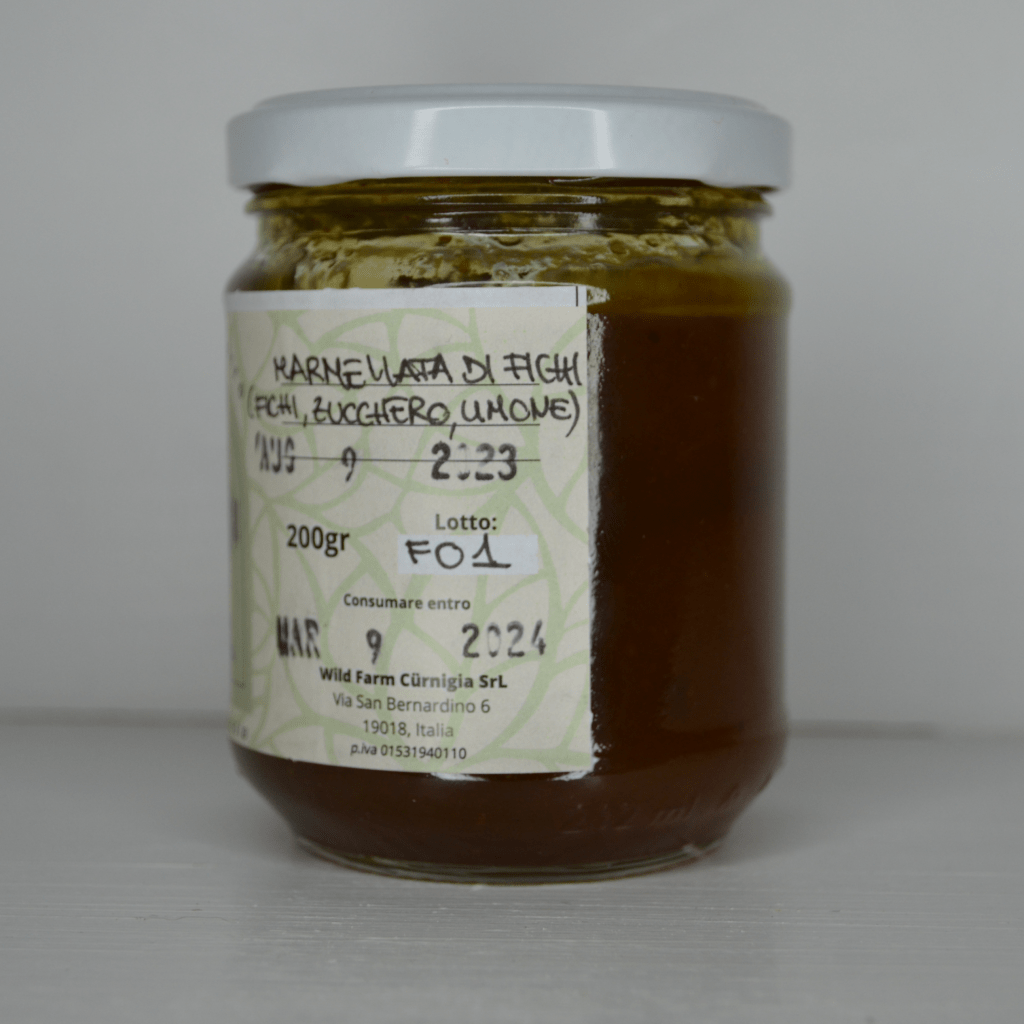 MARMELLATA DI FICHI
(FICHI, ZUCCHERO, LIMONE)
AUG 9 2023
200gr
Lotto:
F01
Consumare entro
MAR 9 2024
Wild Farm Cürnigia SrL
Via San Bernardino 6
19018, Italia
p.iva 01531940110